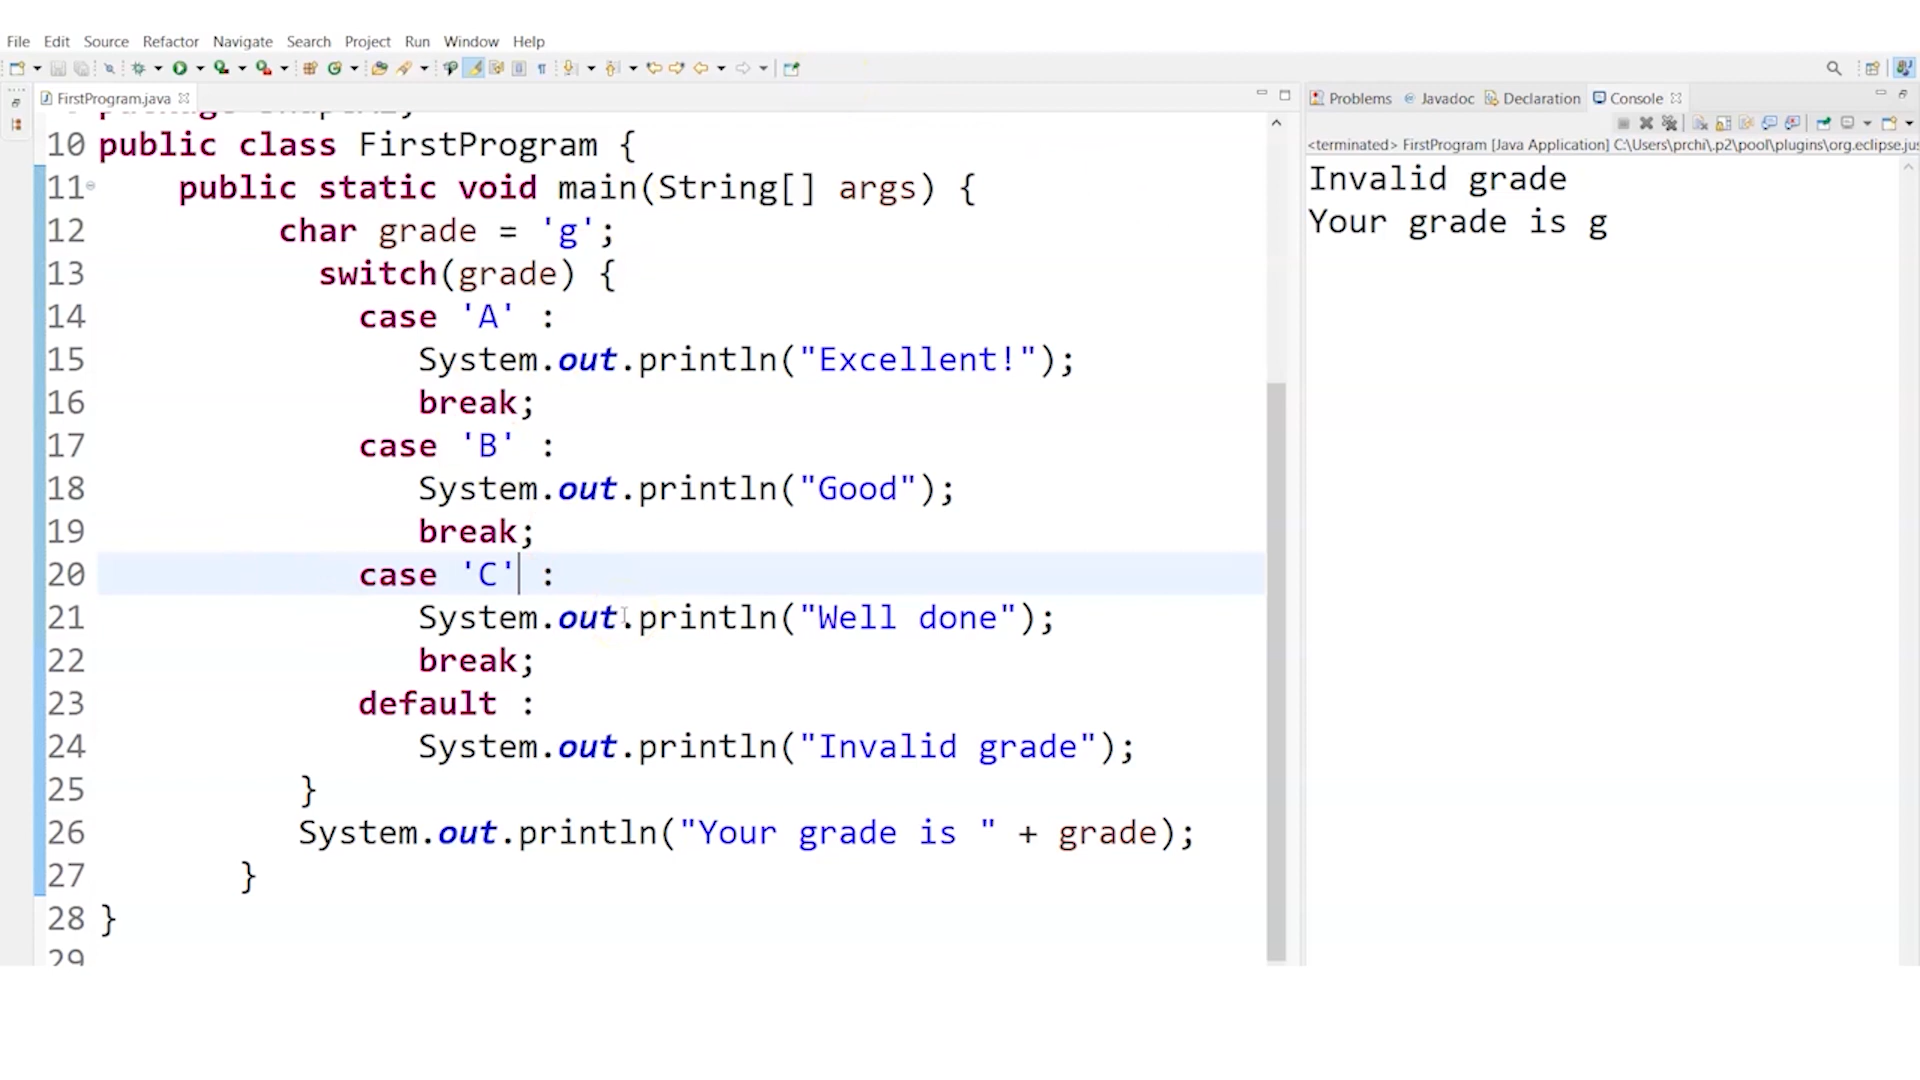 File Edit Source Refactor Navigate Search Project Run Window Help
FirstProgram.java
10 public class FirstProgram {
11 public static void main(String[] args) {
12 char grade = 'g';
13 switch(grade) {
14 case 'A' :
15 System.out.println("Excellent!");
16 break;
17 case 'B' :
18 System.out.println("Good");
19 break;
20 case 'C' :
21 System.out.println("Well done");
22 break;
23 default :
24 System.out.println("Invalid grade");
25 }
26 System.out.println("Your grade is " + grade);
27 }
28 }
29
Problems Javadoc Declaration Console
<terminated> FirstProgram [Java Application] C:\Users\prchi\.p2\pool\plugins\org.eclipse.jus
Invalid grade
Your grade is g